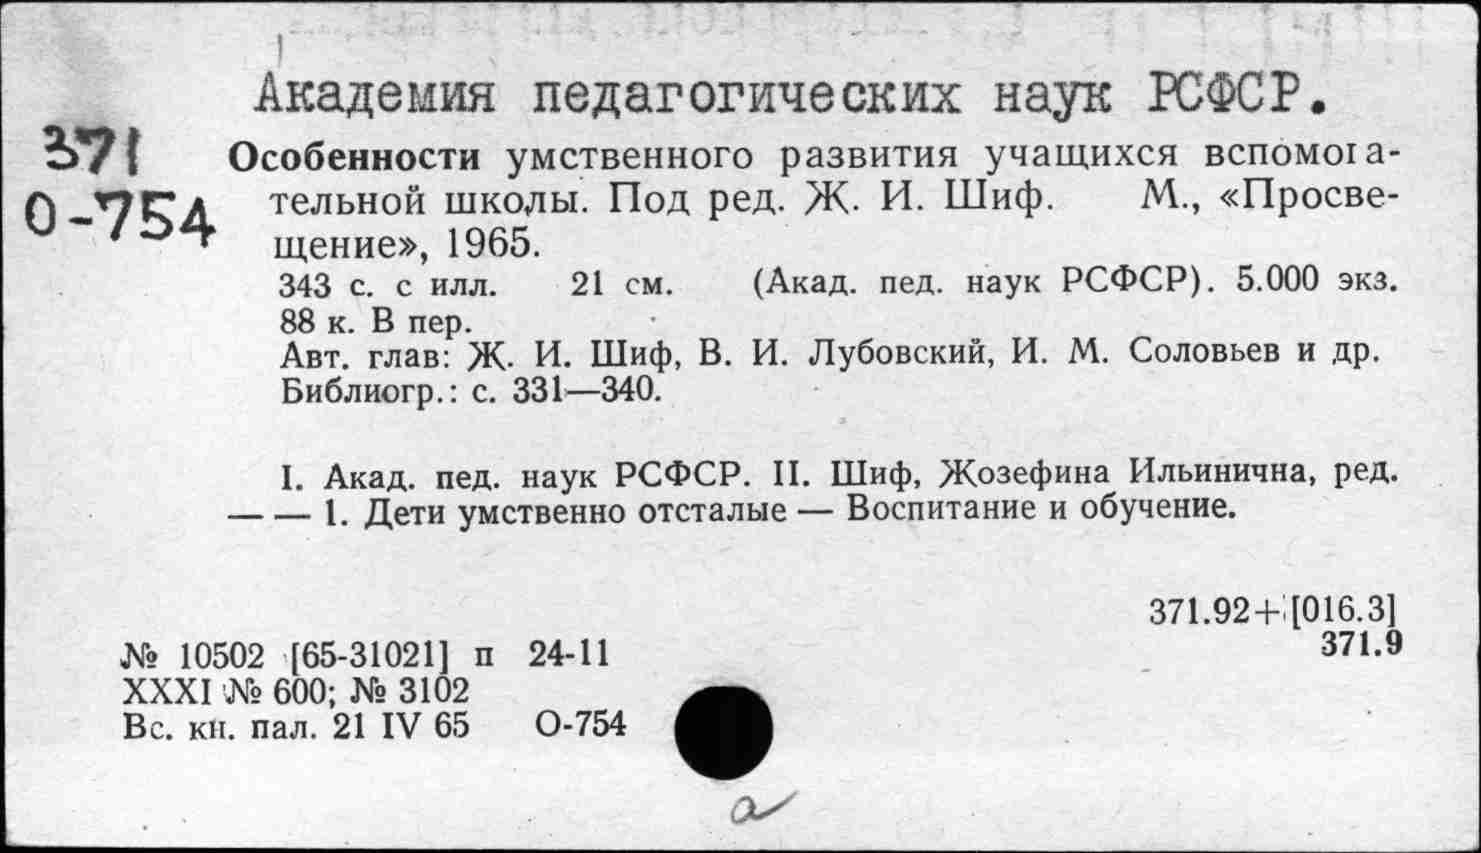 Академия педагогических наук РСФСР.
371
О-754
Особенности умственного развития учащихся вспомога-
тельной школы. Под ред. Ж. И. Шиф. М., «Просве-
щение», 1965.
343 с. с илл. 21 см. (Акад. пед. наук РСФСР). 5.000 экз.
88 к. В пер.
Авт. глав: Ж. И. Шиф, В. И. Лубовский, И. М. Соловьев и др.
Библиогр.: с. 331—340.
I. Акад. пед. наук РСФСР. II. Шиф, Жозефина Ильинична, ред.
— — 1. Дети умственно отсталые — Воспитание и обучение.
371.92+[016.3]
371.9
№ 10502 [65-31021] п 24-11
XXXI № 600; № 3102
Вс. кн. пал. 21 IV 65 О-754
а